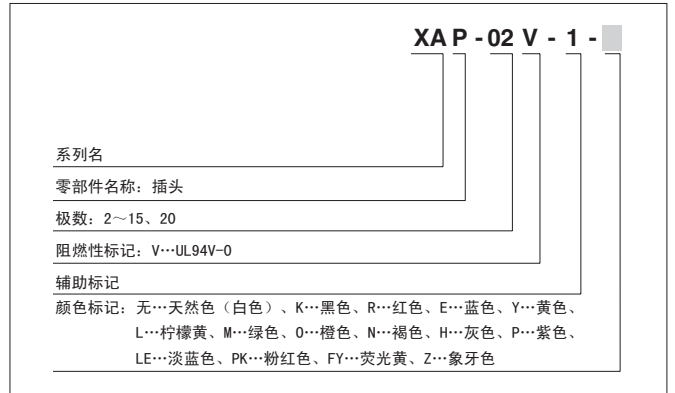 XA P - 02 V - 1 -
系列名
零部件名称：插头
极数：2～15、20
阻燃性标记：V…UL94V-0
辅助标记
颜色标记：无…天然色（白色）、K…黑色、R…红色、E…蓝色、Y…黄色、
L…柠檬黄、M…绿色、O…橙色、N…褐色、H…灰色、P…紫色、
LE…淡蓝色、PK…粉红色、FY…荧光黄、Z…象牙色